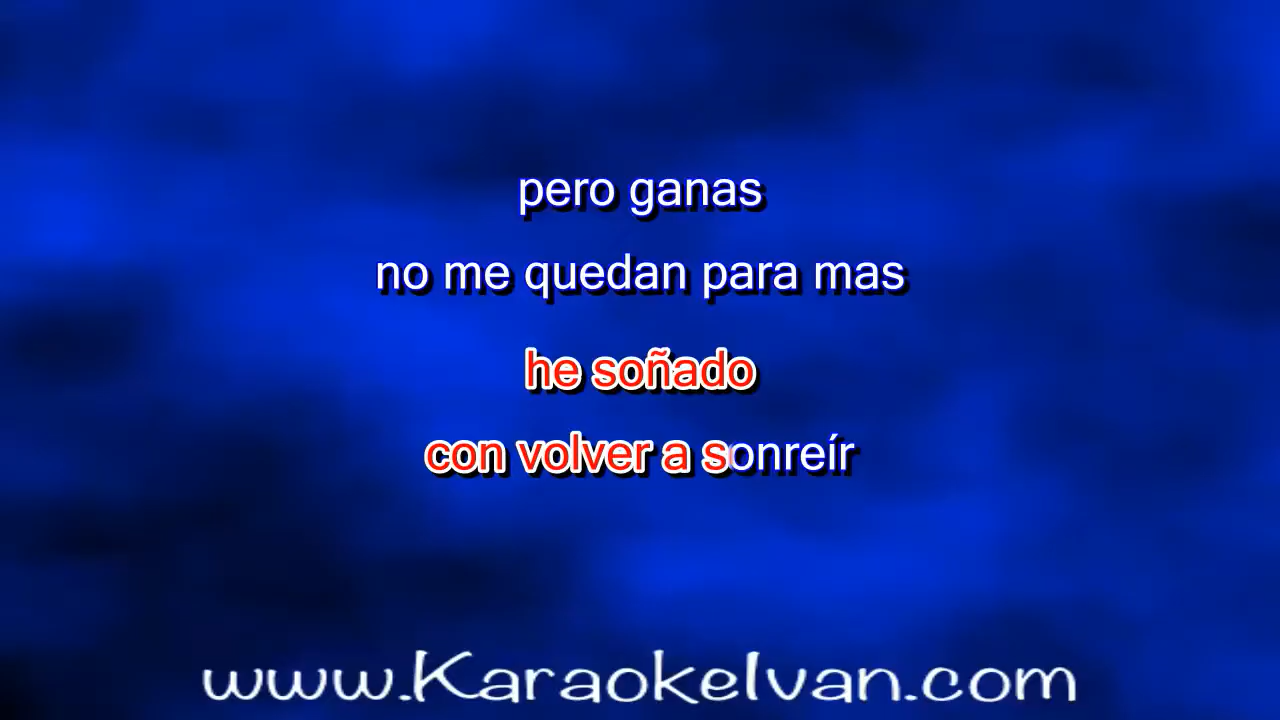 pero ganas
no me quedan para mas
he soñado
con volver a sonreír
www.KaraokeIvan.com